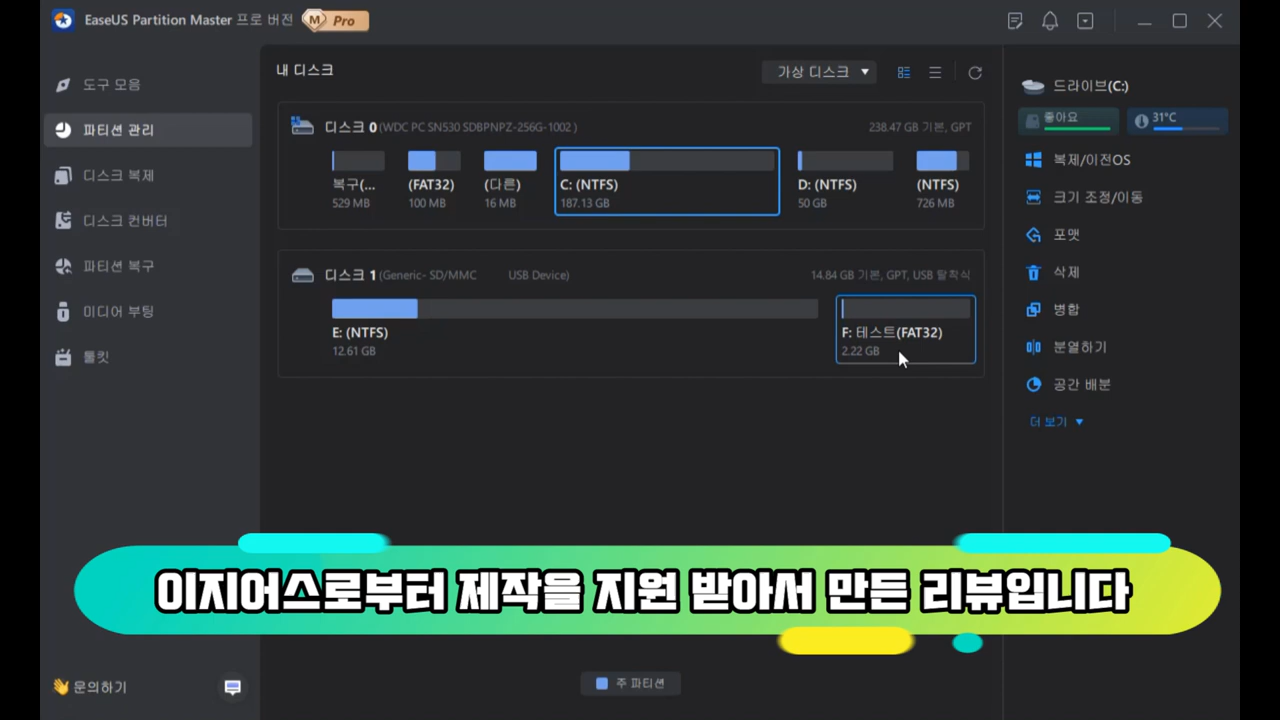 EaseUS Partition Master 프로 버전
M Pro
도구 모음
파티션 관리
디스크 복제
디스크 컨버터
파티션 복구
미디어 부팅
툴킷
문의하기
내 디스크
가상 디스크
디스크 0 (WDC PC SN530 SDBPNPZ-256G-1002 )
238.47 GB 기본, GPT
복구(...
529 MB
(FAT32)
100 MB
(다른)
16 MB
C: (NTFS)
187.13 GB
D: (NTFS)
50 GB
(NTFS)
726 MB
디스크 1 (Generic- SD/MMC USB Device)
14.84 GB 기본, GPT, USB 탈착식
E: (NTFS)
12.61 GB
F: 테스트(FAT32)
2.22 GB
드라이브(C:)
좋아요
31°C
복제/이전OS
크기 조정/이동
포맷
삭제
병합
분열하기
공간 배분
더 보기
이지어스로부터 제작을 지원 받아서 만든 리뷰입니다
주 파티션